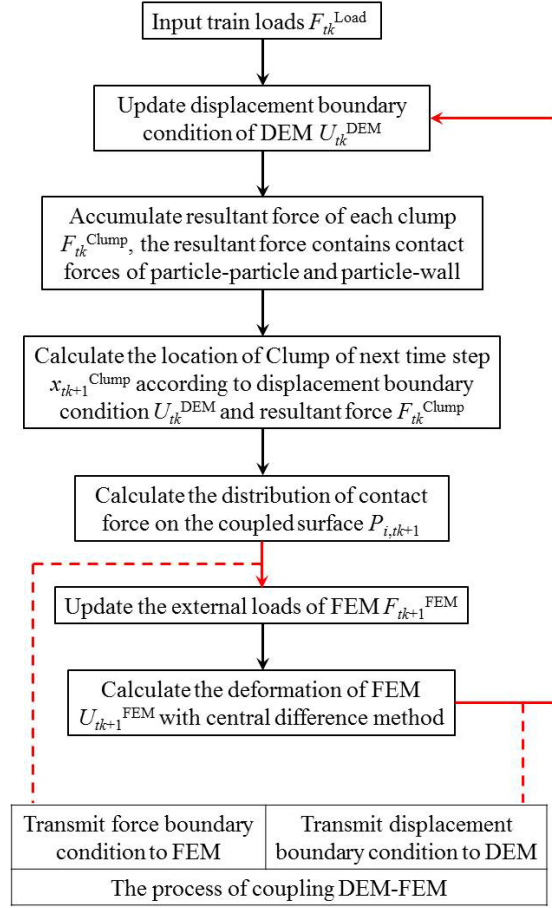 Input train loads F_tk^Load
Update displacement boundary
condition of DEM U_tk^DEM
Accumulate resultant force of each clump
F_tk^Clump, the resultant force contains contact
forces of particle-particle and particle-wall
Calculate the location of Clump of next time step
x_tk+1^Clump according to displacement boundary
condition U_tk^DEM and resultant force F_tk^Clump
Calculate the distribution of contact
force on the coupled surface P_i,tk+1
Update the external loads of FEM F_tk+1^FEM
Calculate the deformation of FEM
U_tk+1^FEM with central difference method
Transmit force boundary
condition to FEM
Transmit displacement
boundary condition to DEM
The process of coupling DEM-FEM